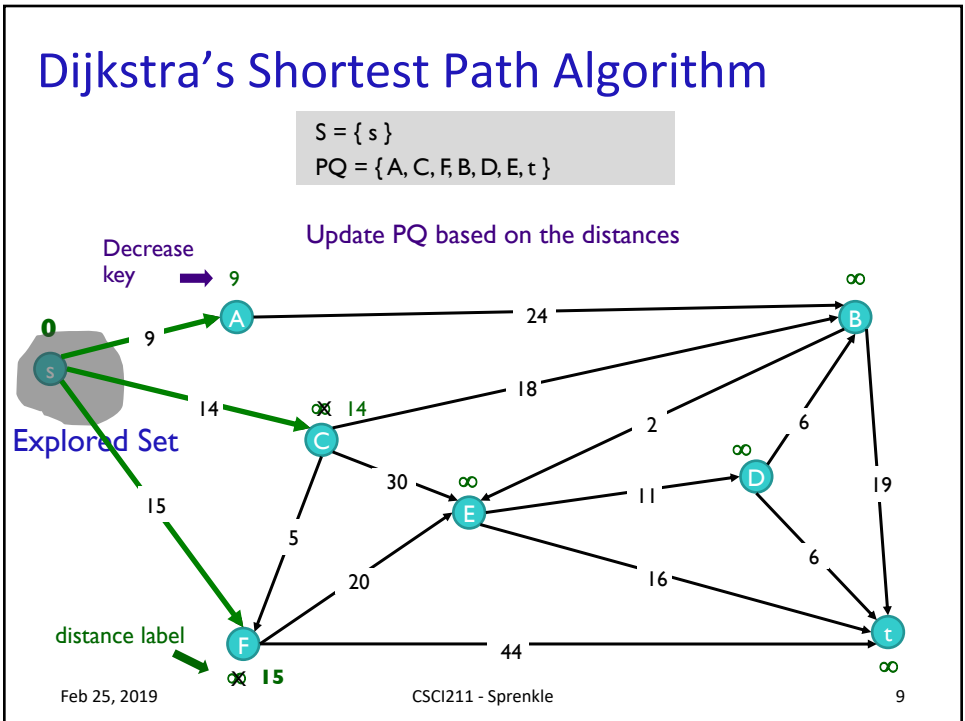 Dijkstra's Shortest Path Algorithm
S = { s }
PQ = { A, C, F, B, D, E, t }
Update PQ based on the distances
Decrease
key
9
∞
A
24
B
0
9
s
18
14
∞ 14
C
2
6
Explored Set
∞
∞
D
30
E
11
19
15
5
20
16
6
distance label
F
44
t
∞ 15
∞
Feb 25, 2019
CSCI211 - Sprenkle
9